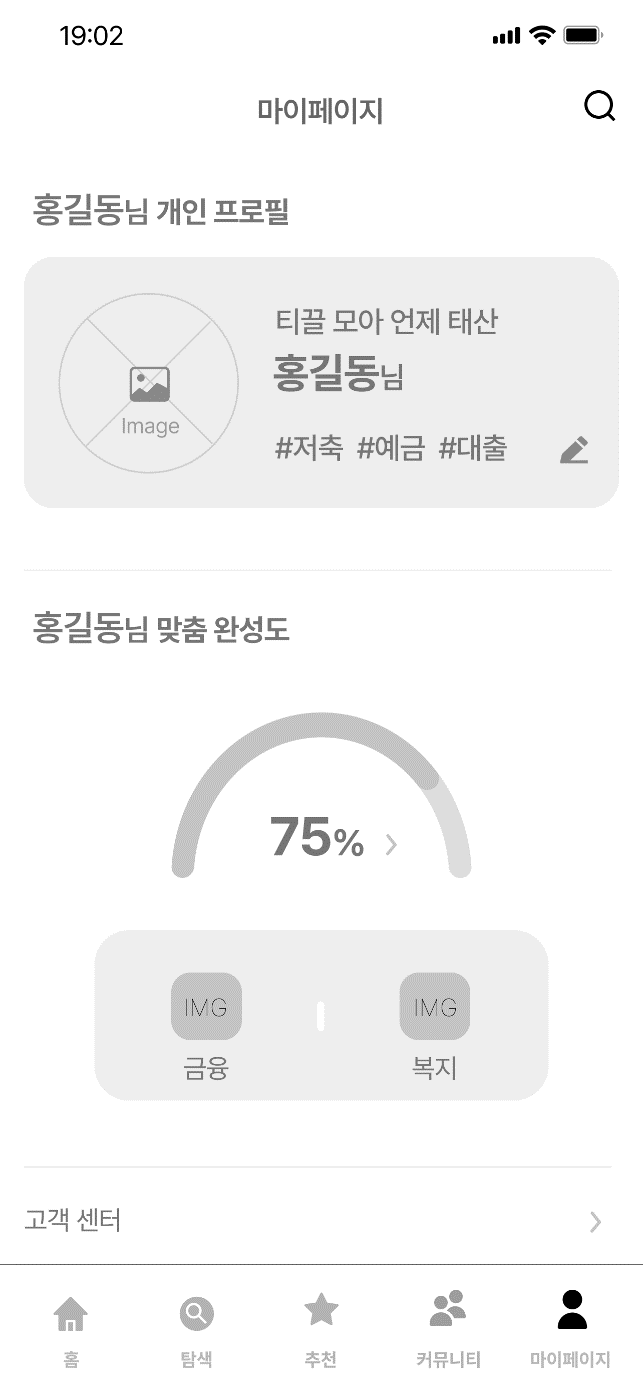 19:02
마이페이지
홍길동님 개인 프로필
티끌 모아 언제 태산
홍길동님
Image
#저축 #예금 #대출
홍길동님 맞춤 완성도
75%
IMG IMG
금융 복지
고객 센터
홈 탐색 추천 커뮤니티 마이페이지